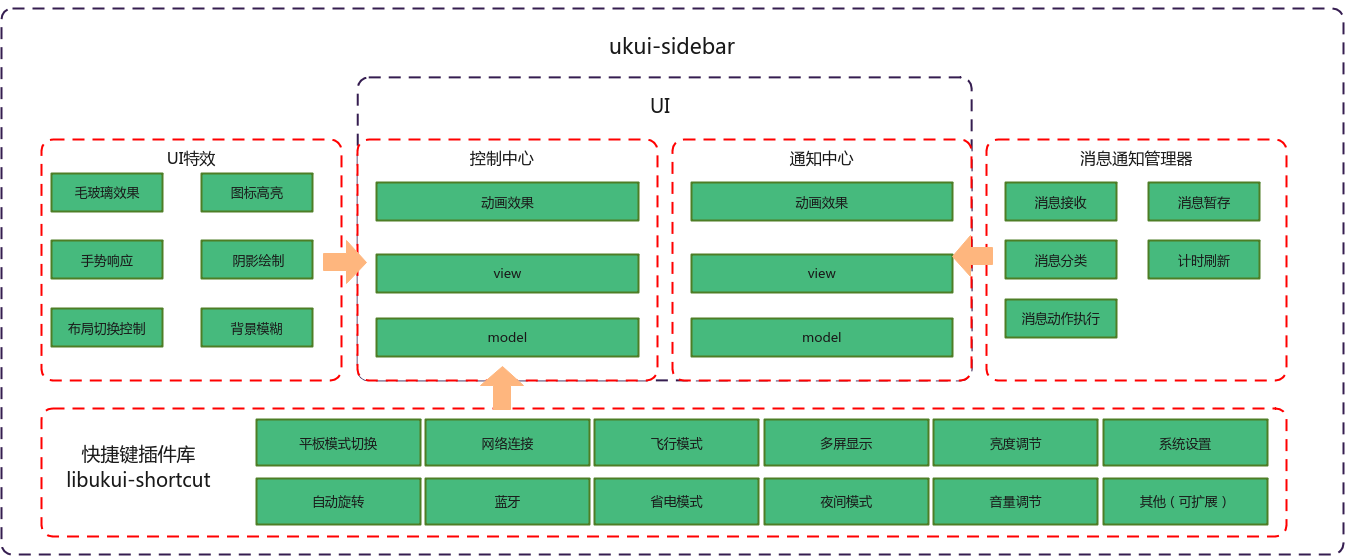 ukui-sidebar
UI
UI特效
毛玻璃效果
图标高亮
手势响应
阴影绘制
布局切换控制
背景模糊
控制中心
动画效果
view
model
通知中心
动画效果
view
model
消息通知管理器
消息接收
消息暂存
消息分类
计时刷新
消息动作执行
快捷键插件库
libukui-shortcut
平板模式切换
网络连接
飞行模式
多屏显示
亮度调节
系统设置
自动旋转
蓝牙
省电模式
夜间模式
音量调节
其他（可扩展）